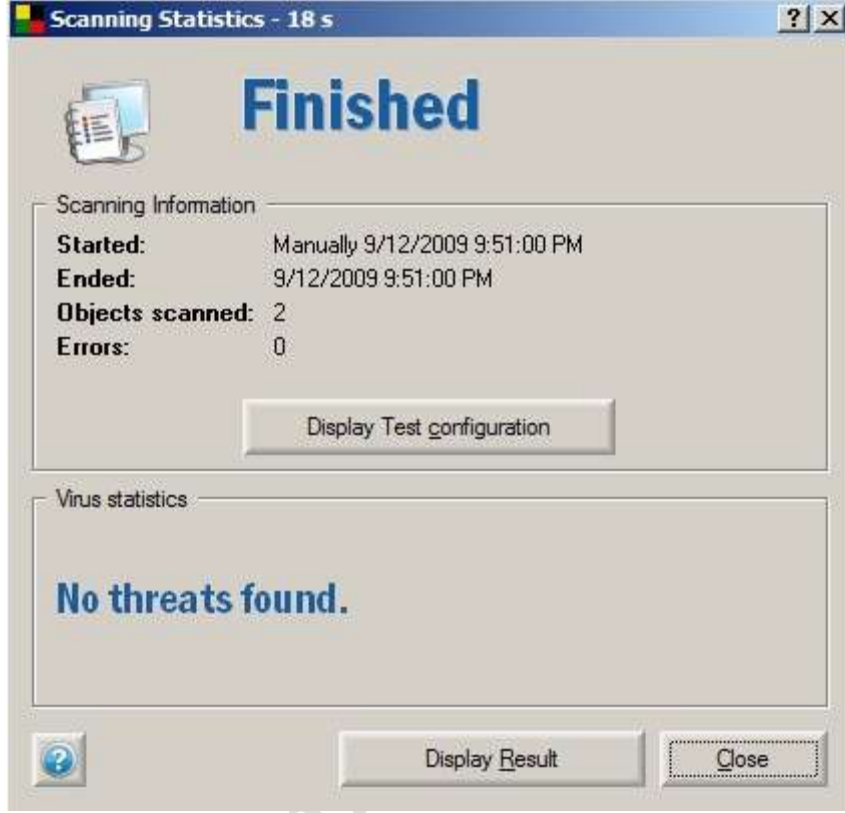 Scanning Statistics - 18 s
Finished
Scanning Information
Started: Manually 9/12/2009 9:51:00 PM
Ended: 9/12/2009 9:51:00 PM
Objects scanned: 2
Errors: 0
Display Test configuration
Virus statistics
No threats found.
Display Result Close